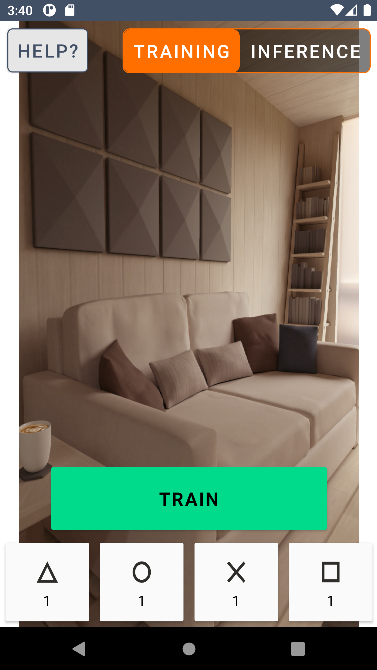 3:40
HELP?
TRAINING INFERENCE
TRAIN
1 1 1 1